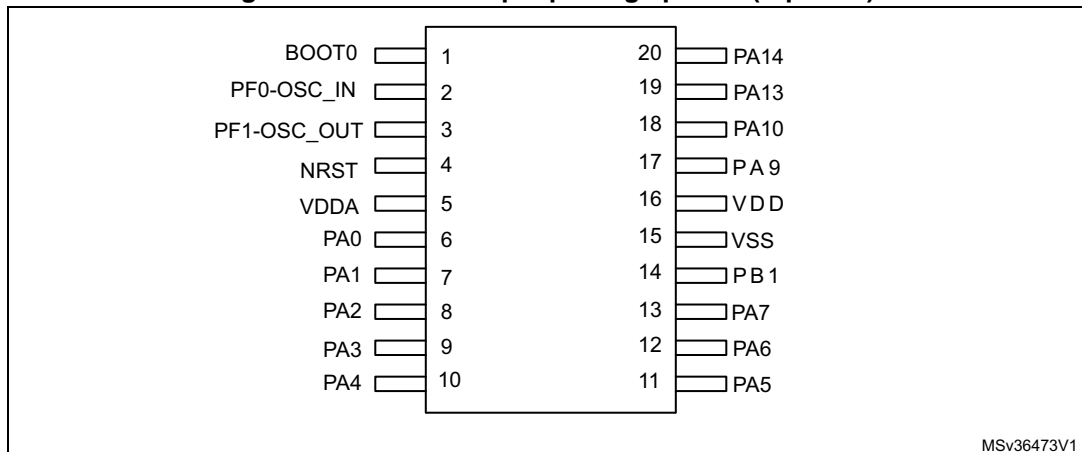 BOOT0 1 20 PA14
PF0-OSC_IN 2 19 PA13
PF1-OSC_OUT 3 18 PA10
NRST 4 17 PA9
VDDA 5 16 VDD
PA0 6 15 VSS
PA1 7 14 PB1
PA2 8 13 PA7
PA3 9 12 PA6
PA4 10 11 PA5
MSv36473V1